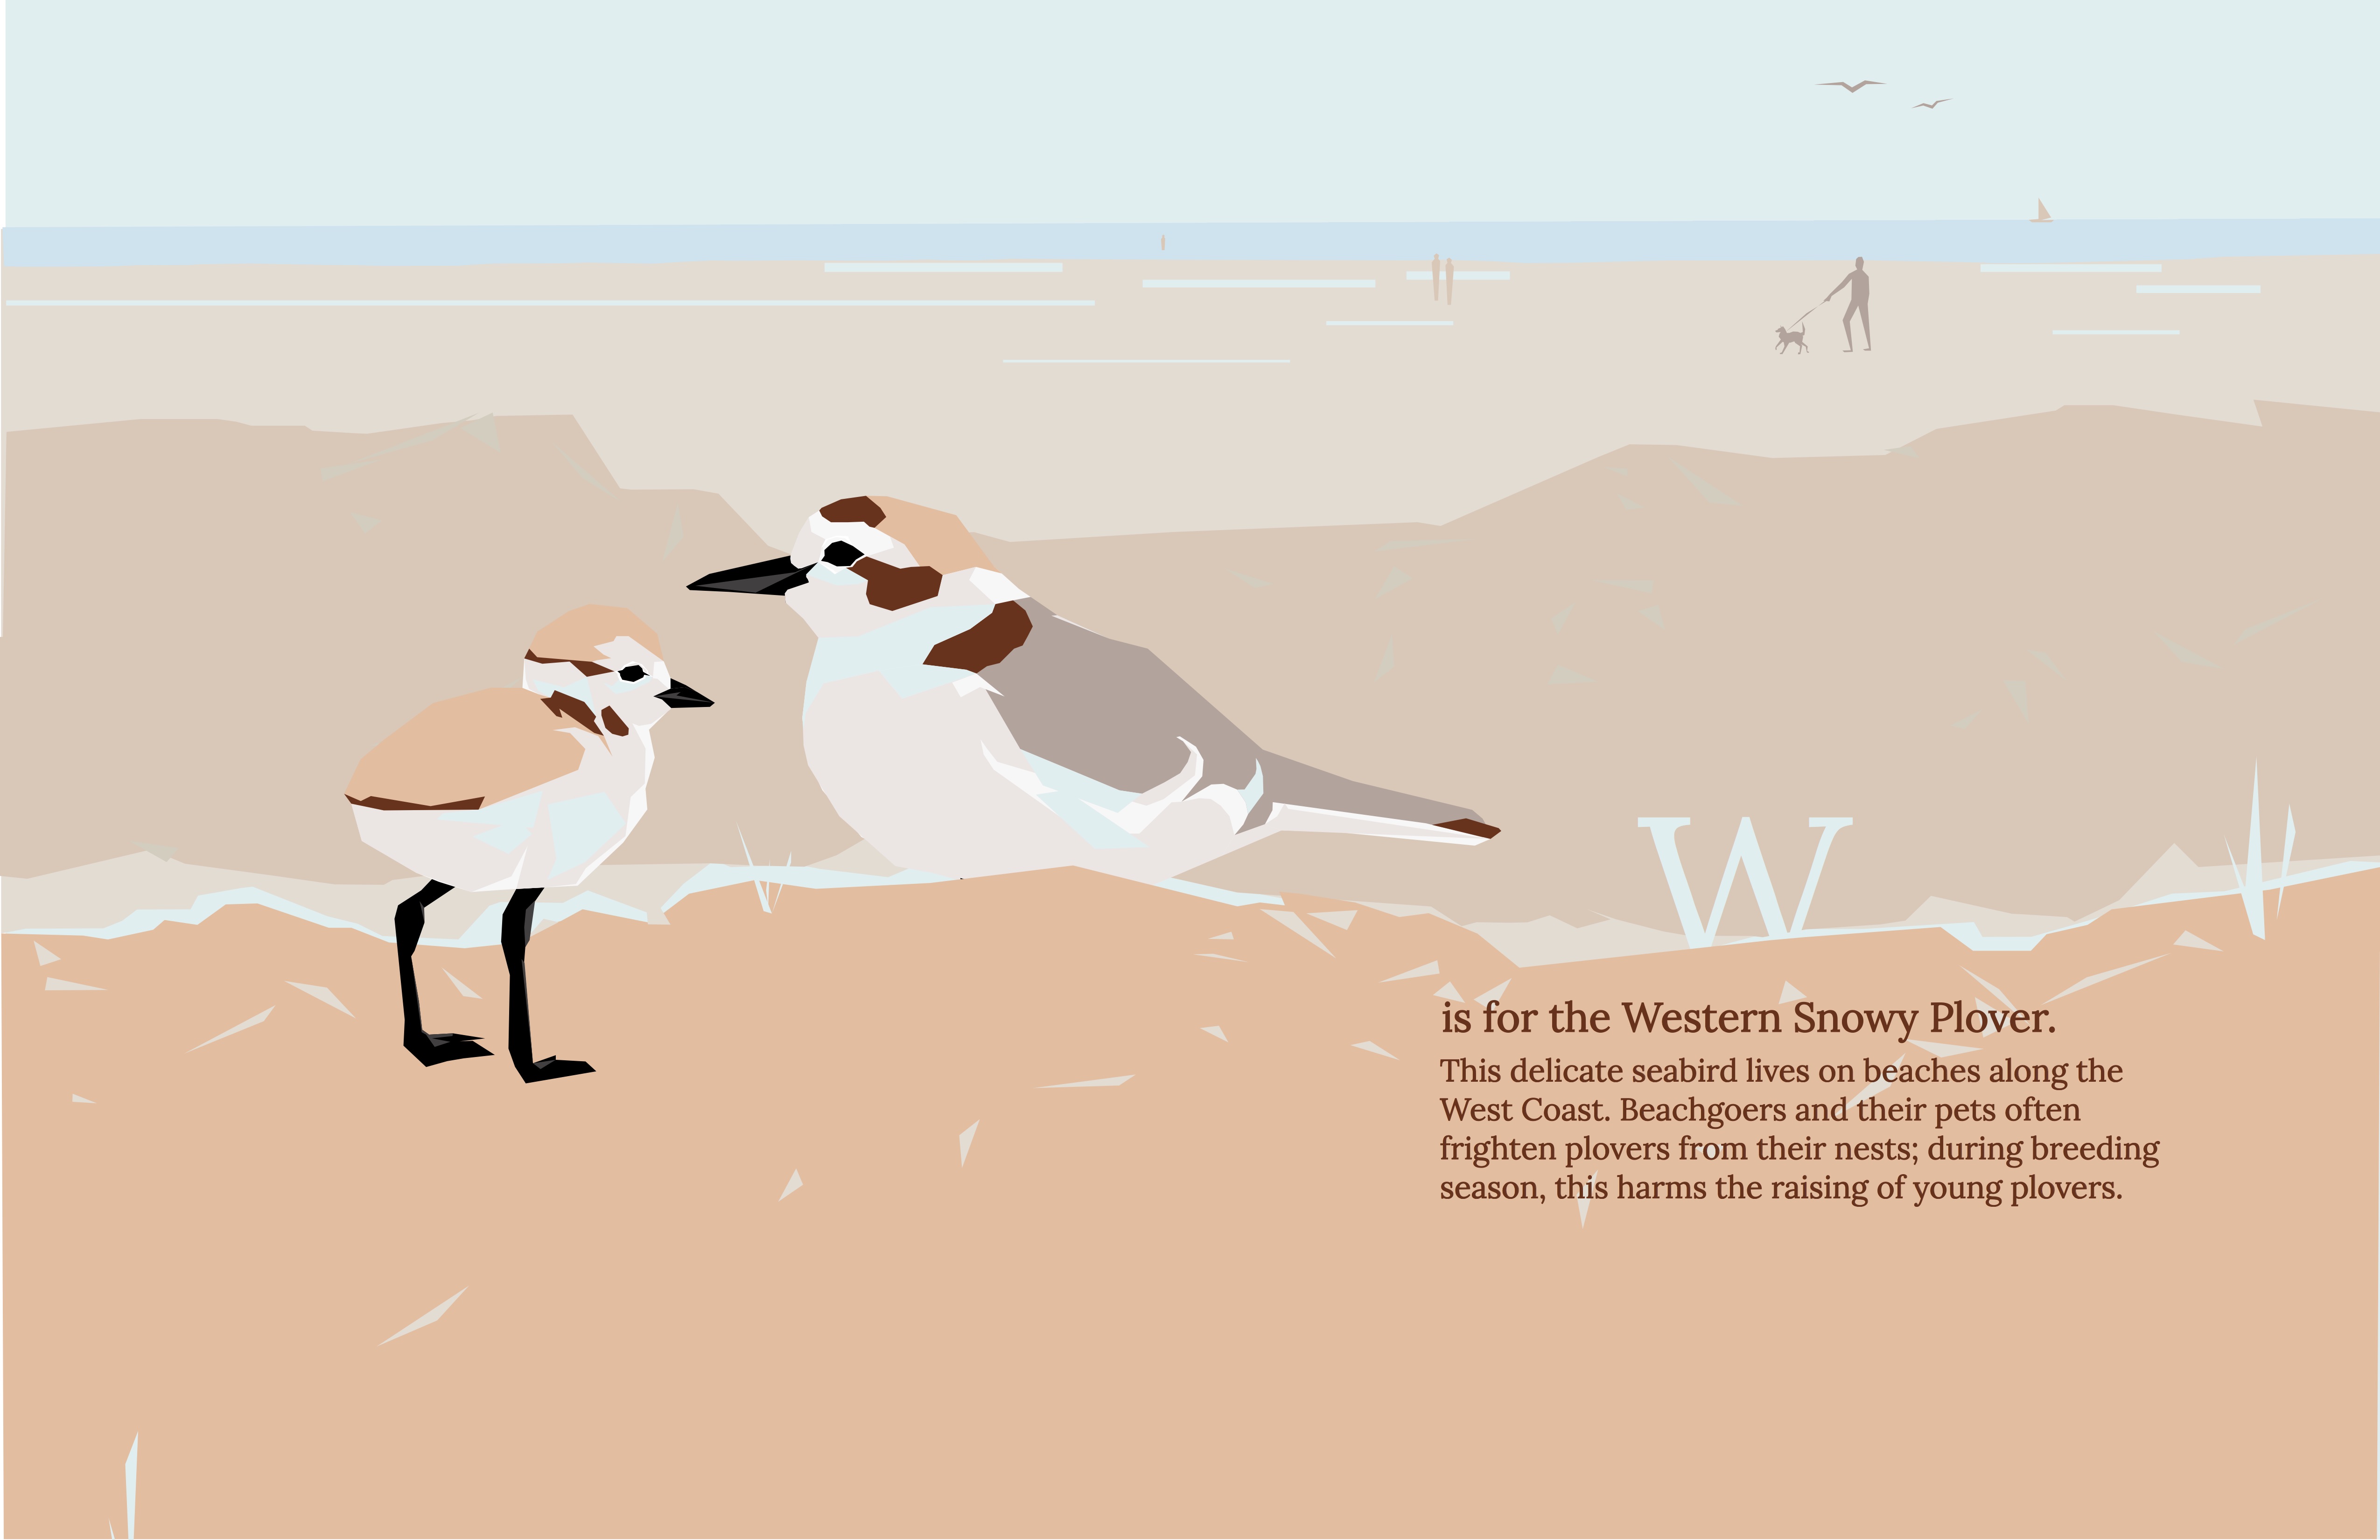 W
is for the Western Snowy Plover.
This delicate seabird lives on beaches along the
West Coast. Beachgoers and their pets often
frighten plovers from their nests; during breeding
season, this harms the raising of young plovers.